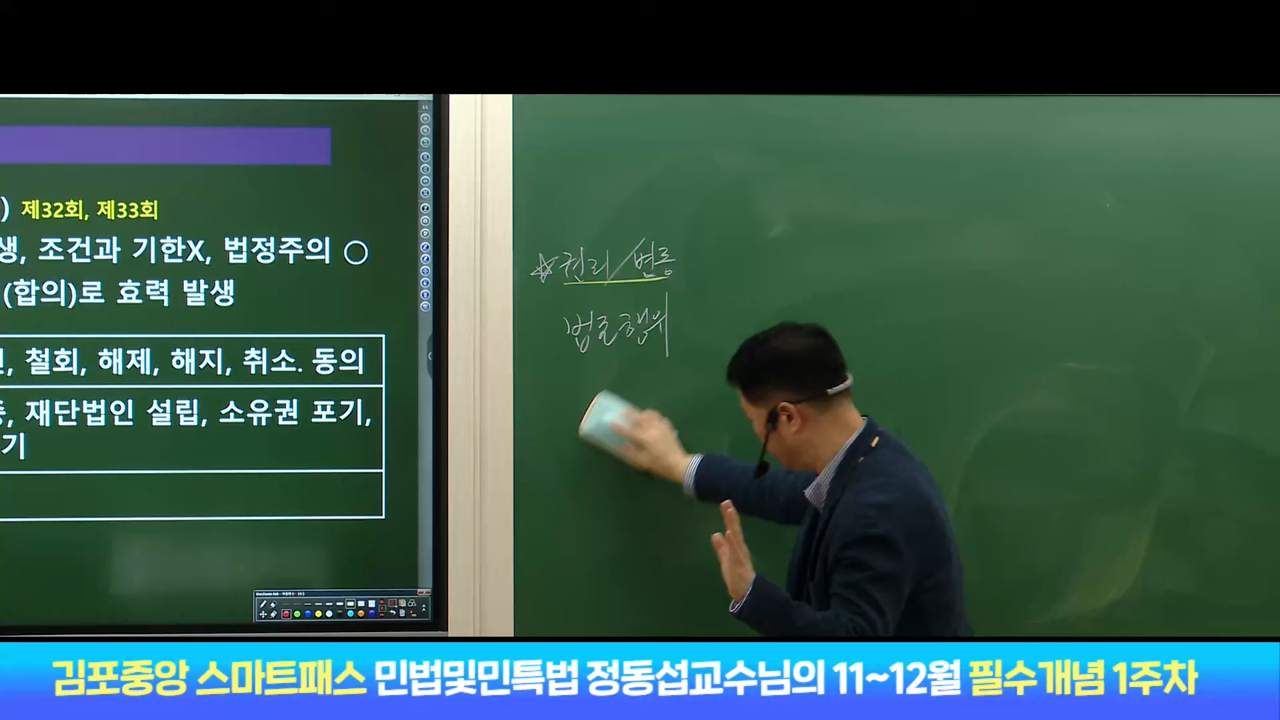 ) 제32회, 제33회
생, 조건과 기한X, 법정주의 ○
(합의)로 효력 발생
, 철회, 해제, 해지, 취소. 동의
, 재단법인 설립, 소유권 포기,
기
☆권리/변동
법률행위
김포중앙 스마트패스 민법및민특법 정동섭교수님의 11~12월 필수개념 1주차